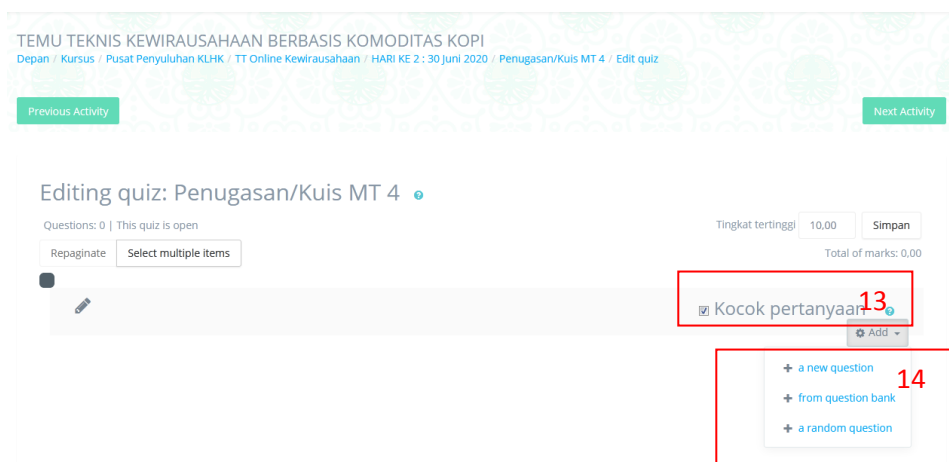 TEMU TEKNIS KEWIRAUSAHAAN BERBASIS KOMODITAS KOPI
Depan / Kursus / Pusat Penyuluhan KLHK / TT Online Kewirausahaan / HARI KE 2 : 30 Juni 2020 / Penugasan/Kuis MT 4 / Edit quiz
Previous Activity
Next Activity
Editing quiz: Penugasan/Kuis MT 4 ?
Questions: 0 | This quiz is open
Tingkat tertinggi 10,00 Simpan
Repaginate Select multiple items
Total of marks: 0,00
Kocok pertanyaan ?
13
Add
a new question
14
from question bank
a random question